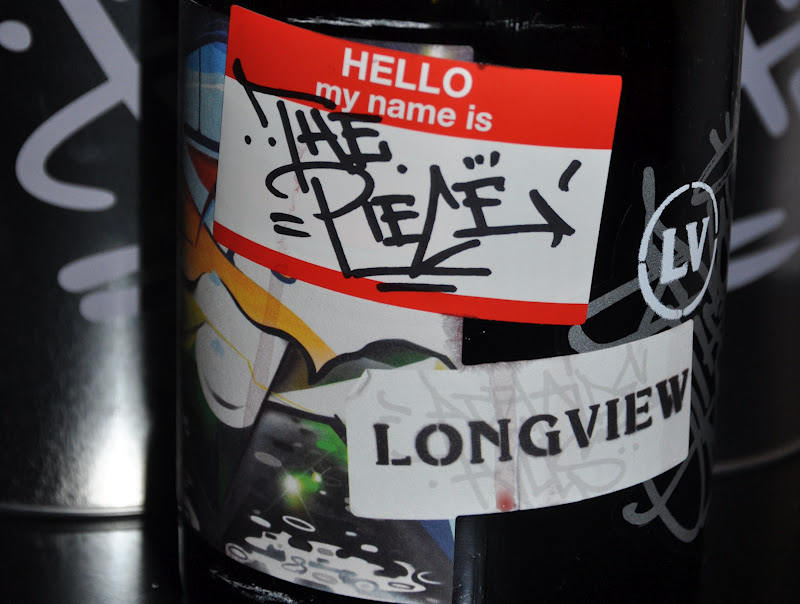 HELLO
my name is
THE
PIECE
LV
LONGVIEW